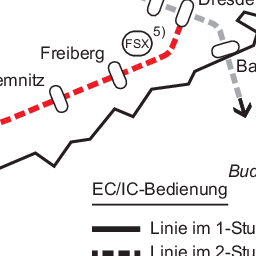 Dresde
5)
FSX
Freiberg
emnitz
Ba
Bud
EC/IC-Bedienung
Linie im 1-Stu
Linie im 2-Stu